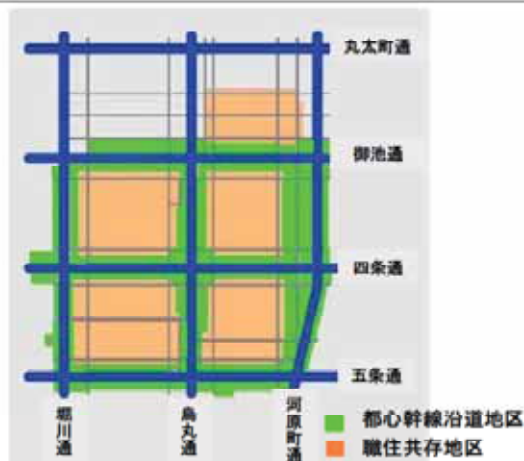 丸太町通
御池通
四条通
五条通
堀川通
烏丸通
河原町通
都心幹線沿道地区
職住共存地区